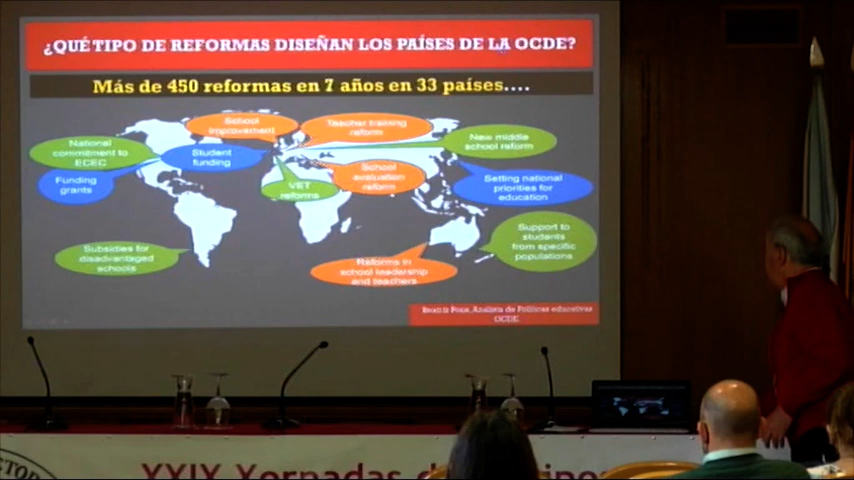 ¿QUÉ TIPO DE REFORMAS DISEÑAN LOS PAÍSES DE LA OCDE?
Más de 450 reformas en 7 años en 33 países....
School
improvement
Teacher training
reform
National
commitment to
ECEC
Student
funding
New middle
school reform
Funding
grants
VET
reforms
School
evaluation
reform
Setting national
priorities for
education
Subsidies for
disadvantaged
schools
Reforms in
school leadership
and teachers
Support to
students
from specific
populations
Analista de Políticas educativas
OCDE
XXIX Xornadas